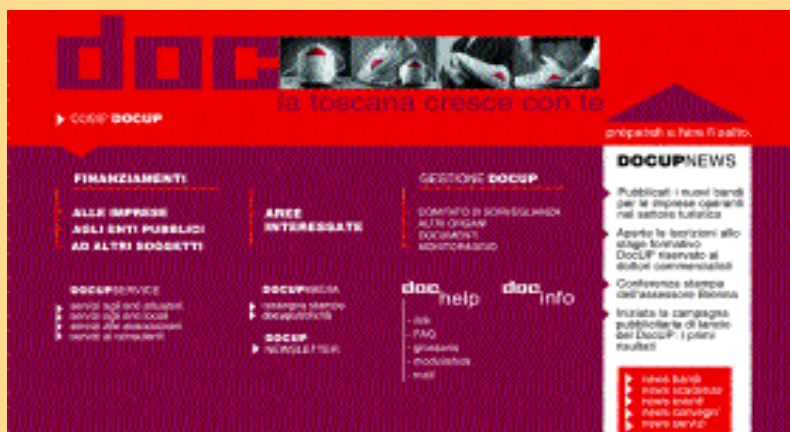 doc
la toscana cresce con te
COS'E' DOCUP
preparati a fare il salto.
FINANZIAMENTI
ALLE IMPRESE
AGLI ENTI PUBBLICI
AD ALTRI SOGGETTI
AREE
INTERESSATE
GESTIONE DOCUP
COMITATO DI SORVEGLIANZA
ALTRI ORGANI
DOCUMENTI
MONITORAGGIO
DOCUPSERVICE
servizi agli enti attuatori
servizi agli enti locali
servizi alle associazioni
servizi ai consulenti
DOCUPMEDIA
rassegna stampa
docupubblicità
DOCUP
NEWSLETTER
doc help
- link
- FAQ
- glossario
- modulistica
- mail
doc info
DOCUPNEWS
Pubblicati i nuovi bandi
per le imprese operanti
nel settore turistico
Aperte le iscrizioni allo
stage formativo
DocUP riservato ai
dottori commercialisti
Conferenza stampa
dell'assessore Brenna
Iniziata la campagna
pubblicitaria di lancio
del DocUP: i primi
risultati
news bandi
news scadenze
news eventi
news convegni
news servizi